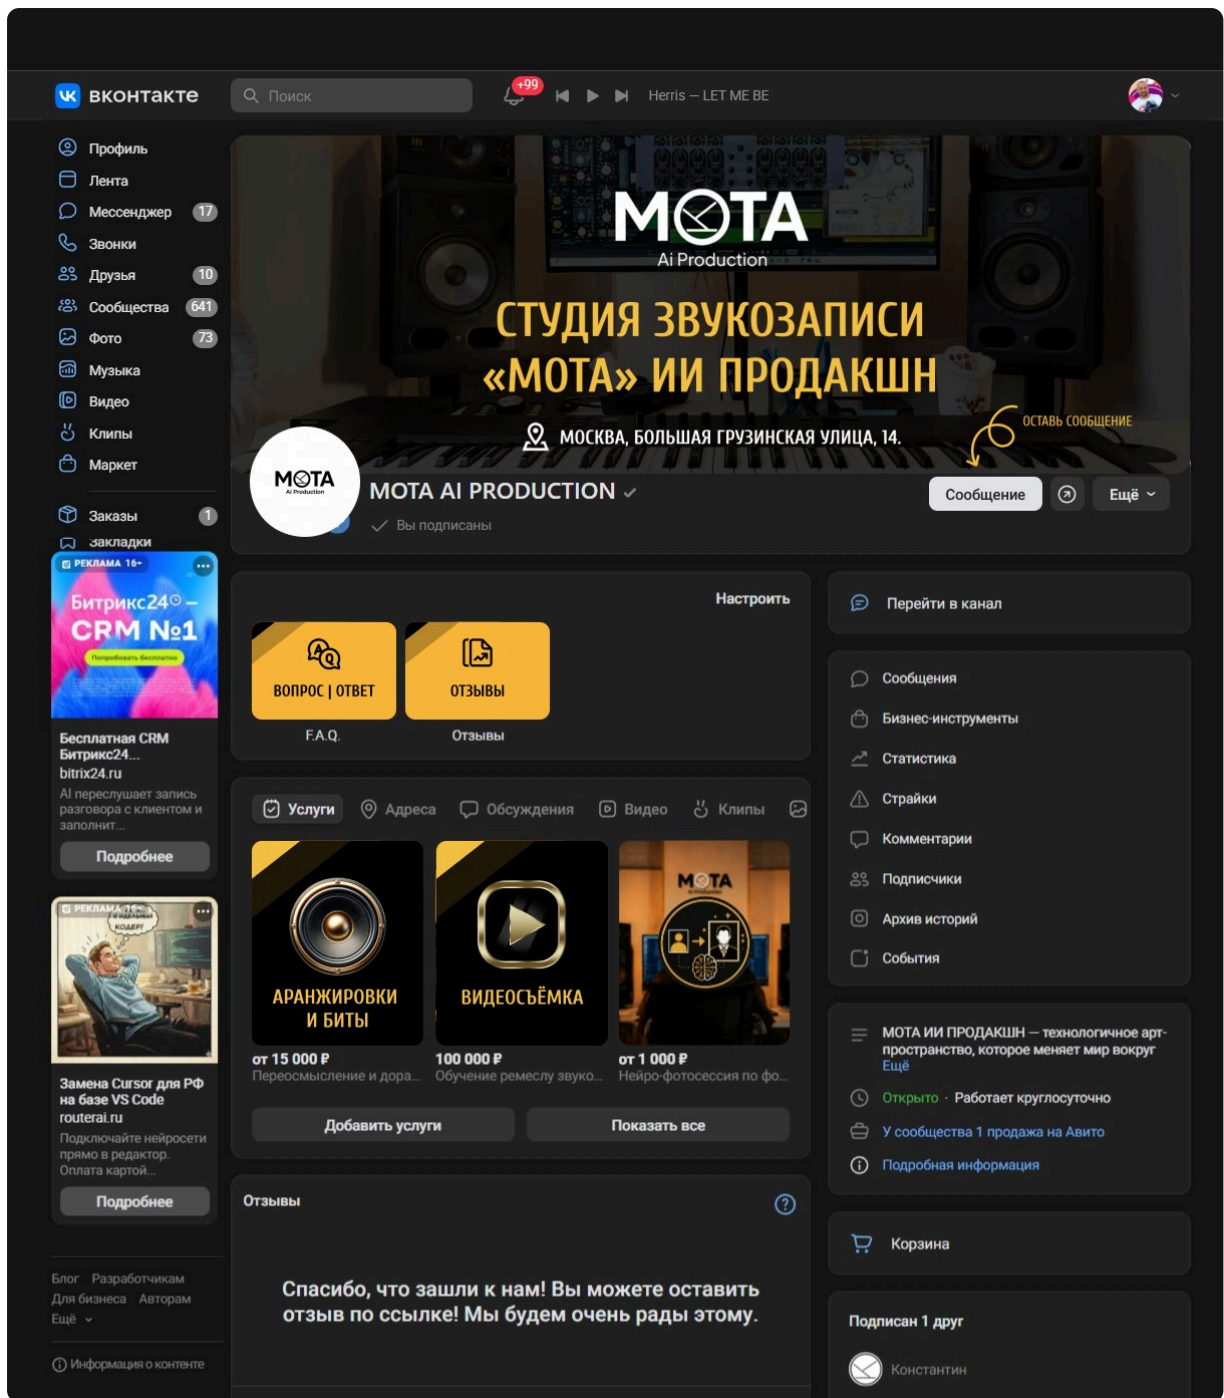 ВКОНТАКТЕ
Поиск
+99
Herris — LET ME BE
Профиль
Лента
Мессенджер 17
Звонки
Друзья 10
Сообщества 641
Фото 73
Музыка
Видео
Клипы
Маркет
Заказы 1
Закладки
РЕКЛАМА 16+
Битрикс24 –
CRM №1
Попробовать бесплатно
Бесплатная CRM
Битрикс24...
bitrix24.ru
AI переслушает запись
разговора с клиентом и
заполнит...
Подробнее
РЕКЛАМА 16+
КОДЕР!
Замена Cursor для РФ
на базе VS Code
routerai.ru
Подключайте нейросети
прямо в редактор.
Оплата картой...
Подробнее
Блог Разработчикам
Для бизнеса Авторам
Ещё
Информация о контенте
МОТА
Ai Production
СТУДИЯ ЗВУКОЗАПИСИ
«МОТА» ИИ ПРОДАКШН
МОСКВА, БОЛЬШАЯ ГРУЗИНСКАЯ УЛИЦА, 14.
ОСТАВЬ СООБЩЕНИЕ
МОТА
Ai Production
MOTA AI PRODUCTION
Вы подписаны
Сообщение
Ещё
Настроить
ВОПРОС | ОТВЕТ
ОТЗЫВЫ
F.A.Q.
Отзывы
Услуги Адреса Обсуждения Видео Клипы
АРАНЖИРОВКИ
И БИТЫ
ВИДЕОСЪЁМКА
МОТА
Ai Production
от 15 000 ₽
Переосмысление и дора...
100 000 ₽
Обучение ремеслу звуко...
от 1 000 ₽
Нейро-фотосессия по фо...
Добавить услуги
Показать все
Отзывы
Спасибо, что зашли к нам! Вы можете оставить
отзыв по ссылке! Мы будем очень рады этому.
Перейти в канал
Сообщения
Бизнес-инструменты
Статистика
Страйки
Комментарии
Подписчики
Архив историй
События
МОТА ИИ ПРОДАКШН — технологичное арт-
пространство, которое меняет мир вокруг
Ещё
Открыто · Работает круглосуточно
У сообщества 1 продажа на Авито
Подробная информация
Корзина
Подписан 1 друг
Константин